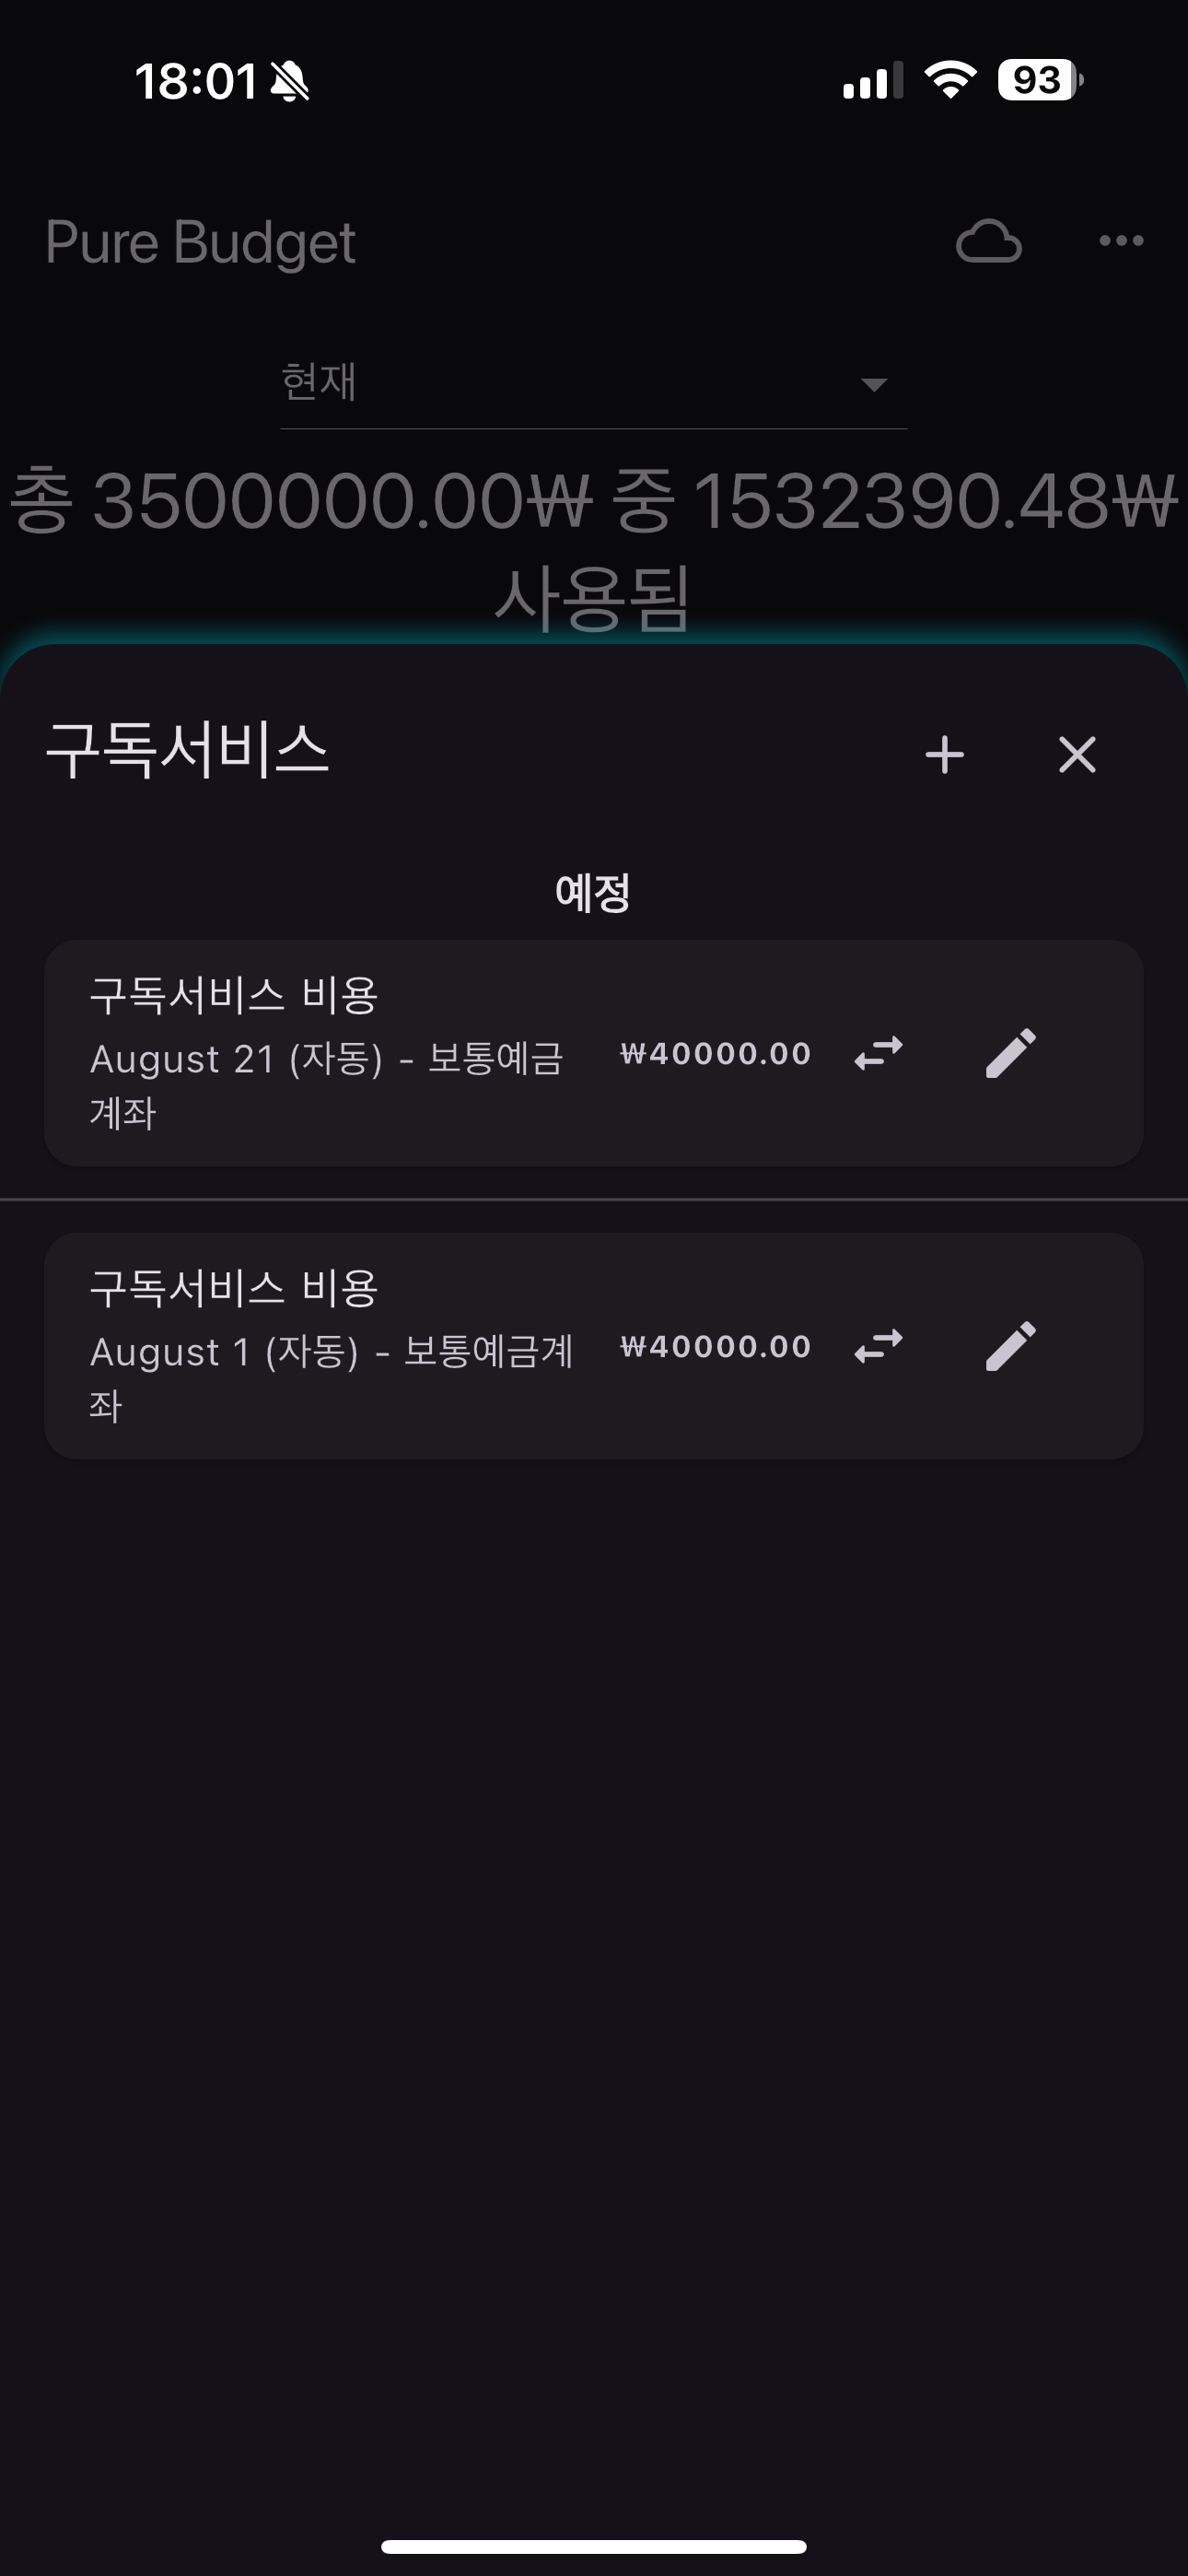 18:01
93
Pure Budget
현재
총 3500000.00₩ 중 1532390.48₩
사용됨
구독서비스
예정
구독서비스 비용
August 21 (자동) - 보통예금
계좌
₩40000.00
구독서비스 비용
August 1 (자동) - 보통예금계
좌
₩40000.00